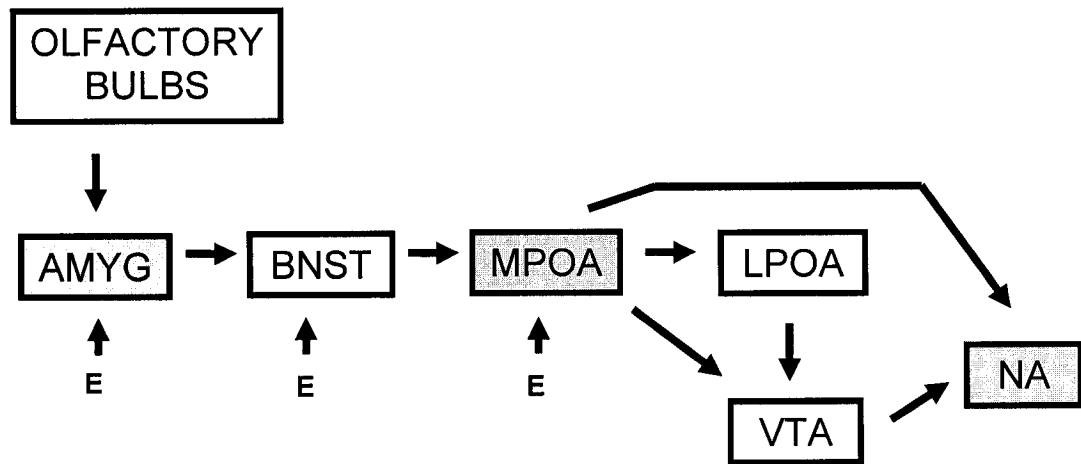 OLFACTORY
BULBS
AMYG
BNST
MPOA
LPOA
E
E
E
NA
VTA